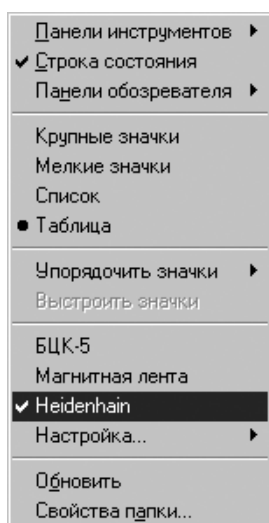 Панели инструментов
Строка состояния
Панели обозревателя
Крупные значки
Мелкие значки
Список
Таблица
Упорядочить значки
Выстроить значки
БЦК-5
Магнитная лента
Heidenhain
Настройка...
Обновить
Свойства папки...